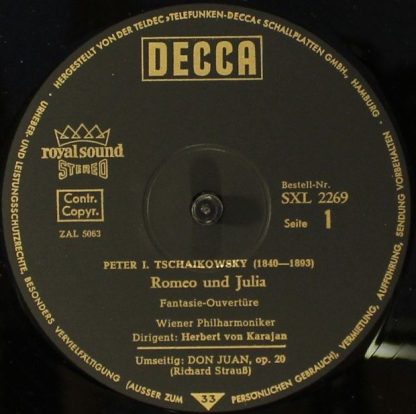 HERGESTELLT VON DER TELDEC ›TELEFUNKEN-DECCA‹ SCHALLPLATTEN GMBH., HAMBURG ·
URHEBER- UND LEISTUNGSSCHUTZRECHTE, BESONDERS VERVIELFÄLTIGUNG (AUSSER ZUM PERSÖNLICHEN GEBRAUCH), VERMIETUNG, AUFFÜHRUNG, SENDUNG VORBEHALTEN ·
DECCA
royal sound
STEREO
Contr.
Copyr.
ZAL 5063
Bestell-Nr.
SXL 2269
Seite 1
PETER I. TSCHAIKOWSKY (1840—1893)
Romeo und Julia
Fantasie-Ouvertüre
Wiener Philharmoniker
Dirigent: Herbert von Karajan
Umseitig: DON JUAN, op. 20
(Richard Strauß)
33